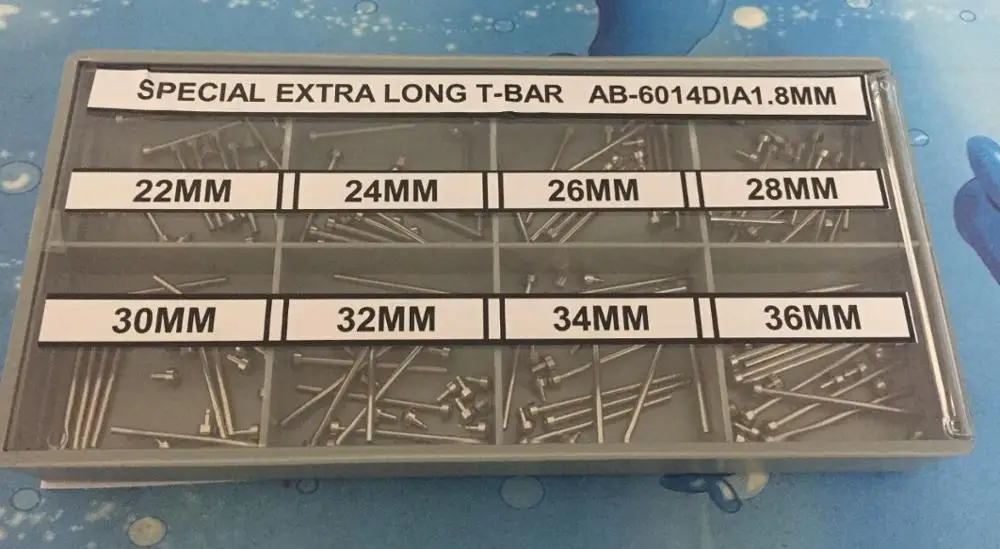 SPECIAL EXTRA LONG T-BAR AB-6014DIA1.8MM
22MM 24MM 26MM 28MM
30MM 32MM 34MM 36MM